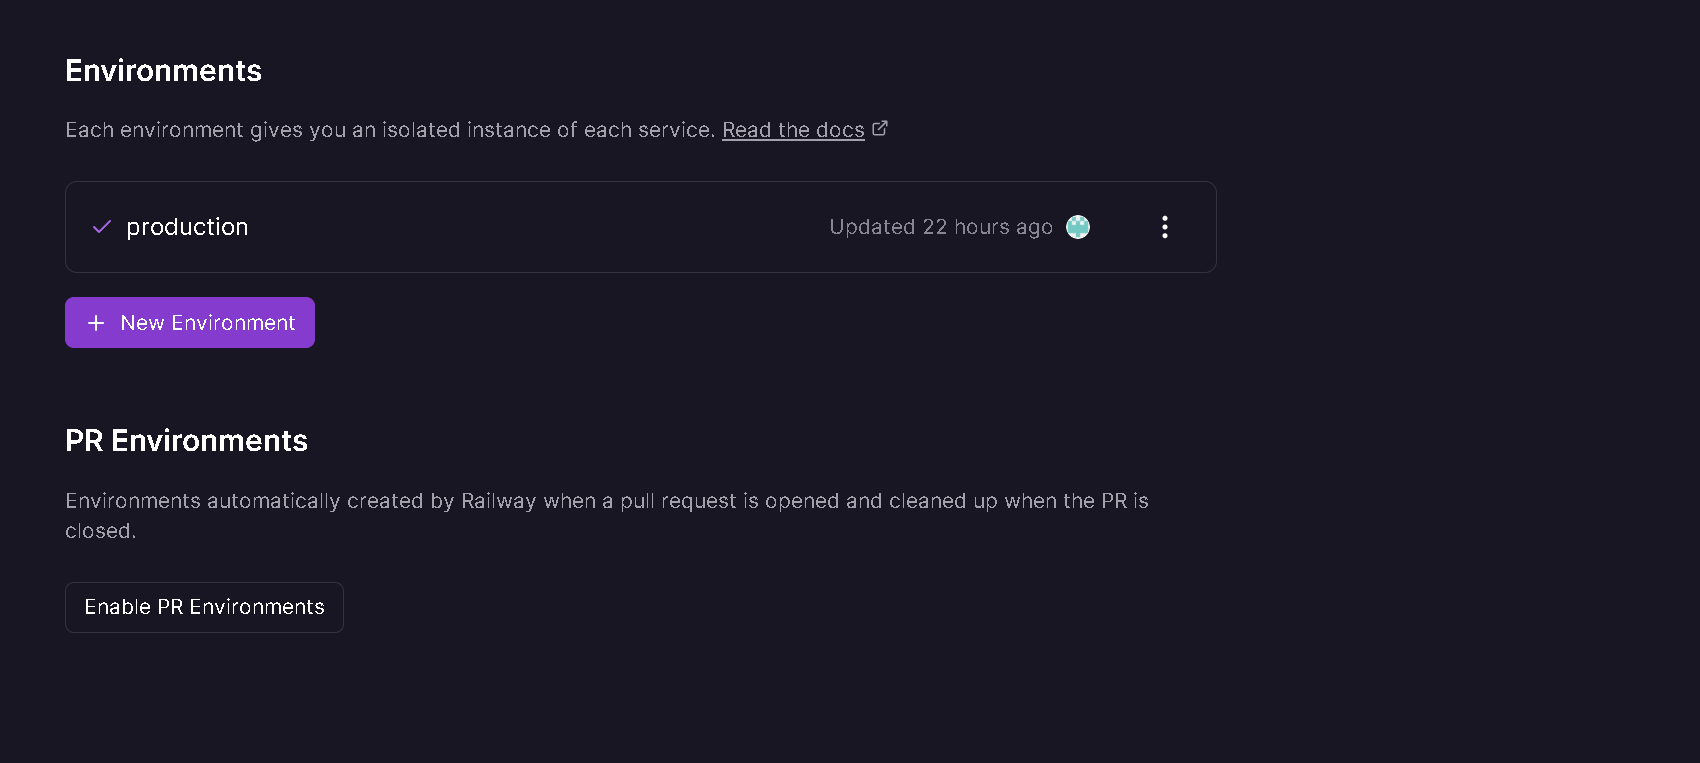 Environments
Each environment gives you an isolated instance of each service. Read the docs
production
Updated 22 hours ago
New Environment
PR Environments
Environments automatically created by Railway when a pull request is opened and cleaned up when the PR is
closed.
Enable PR Environments